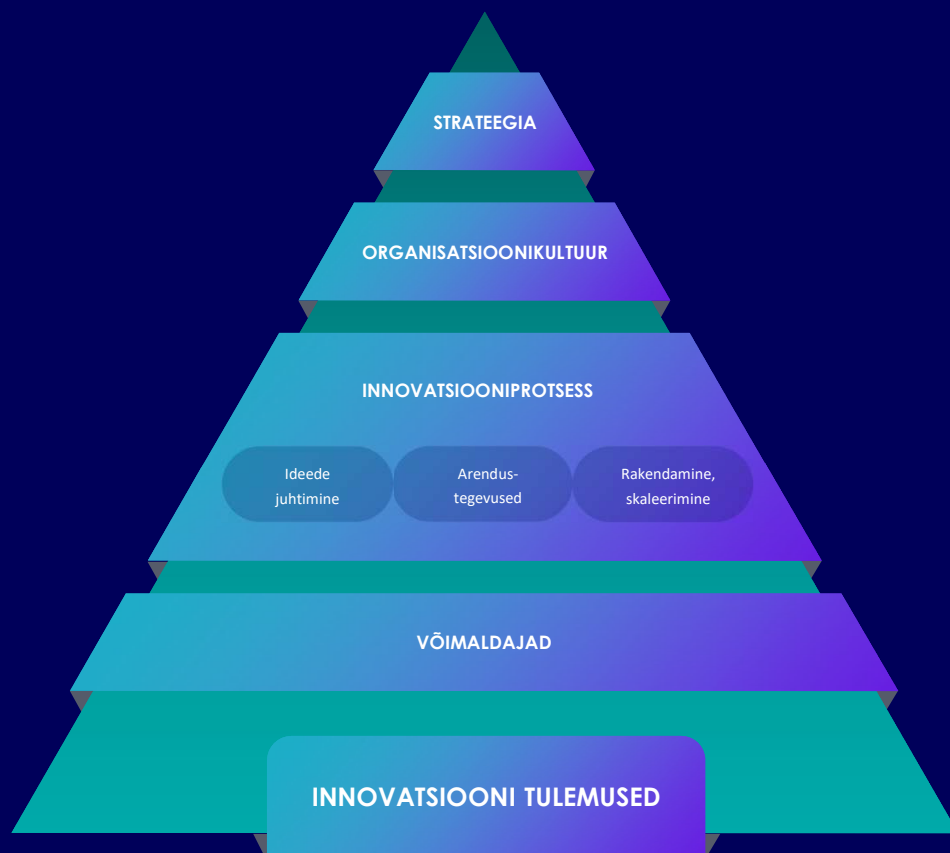 STRATEEGIA
ORGANISATSIOONIKULTUUR
INNOVATSIOONIPROTSESS
Ideede
juhtimine
Arendus-
tegevused
Rakendamine,
skaleerimine
VÕIMALDAJAD
INNOVATSIOONI TULEMUSED